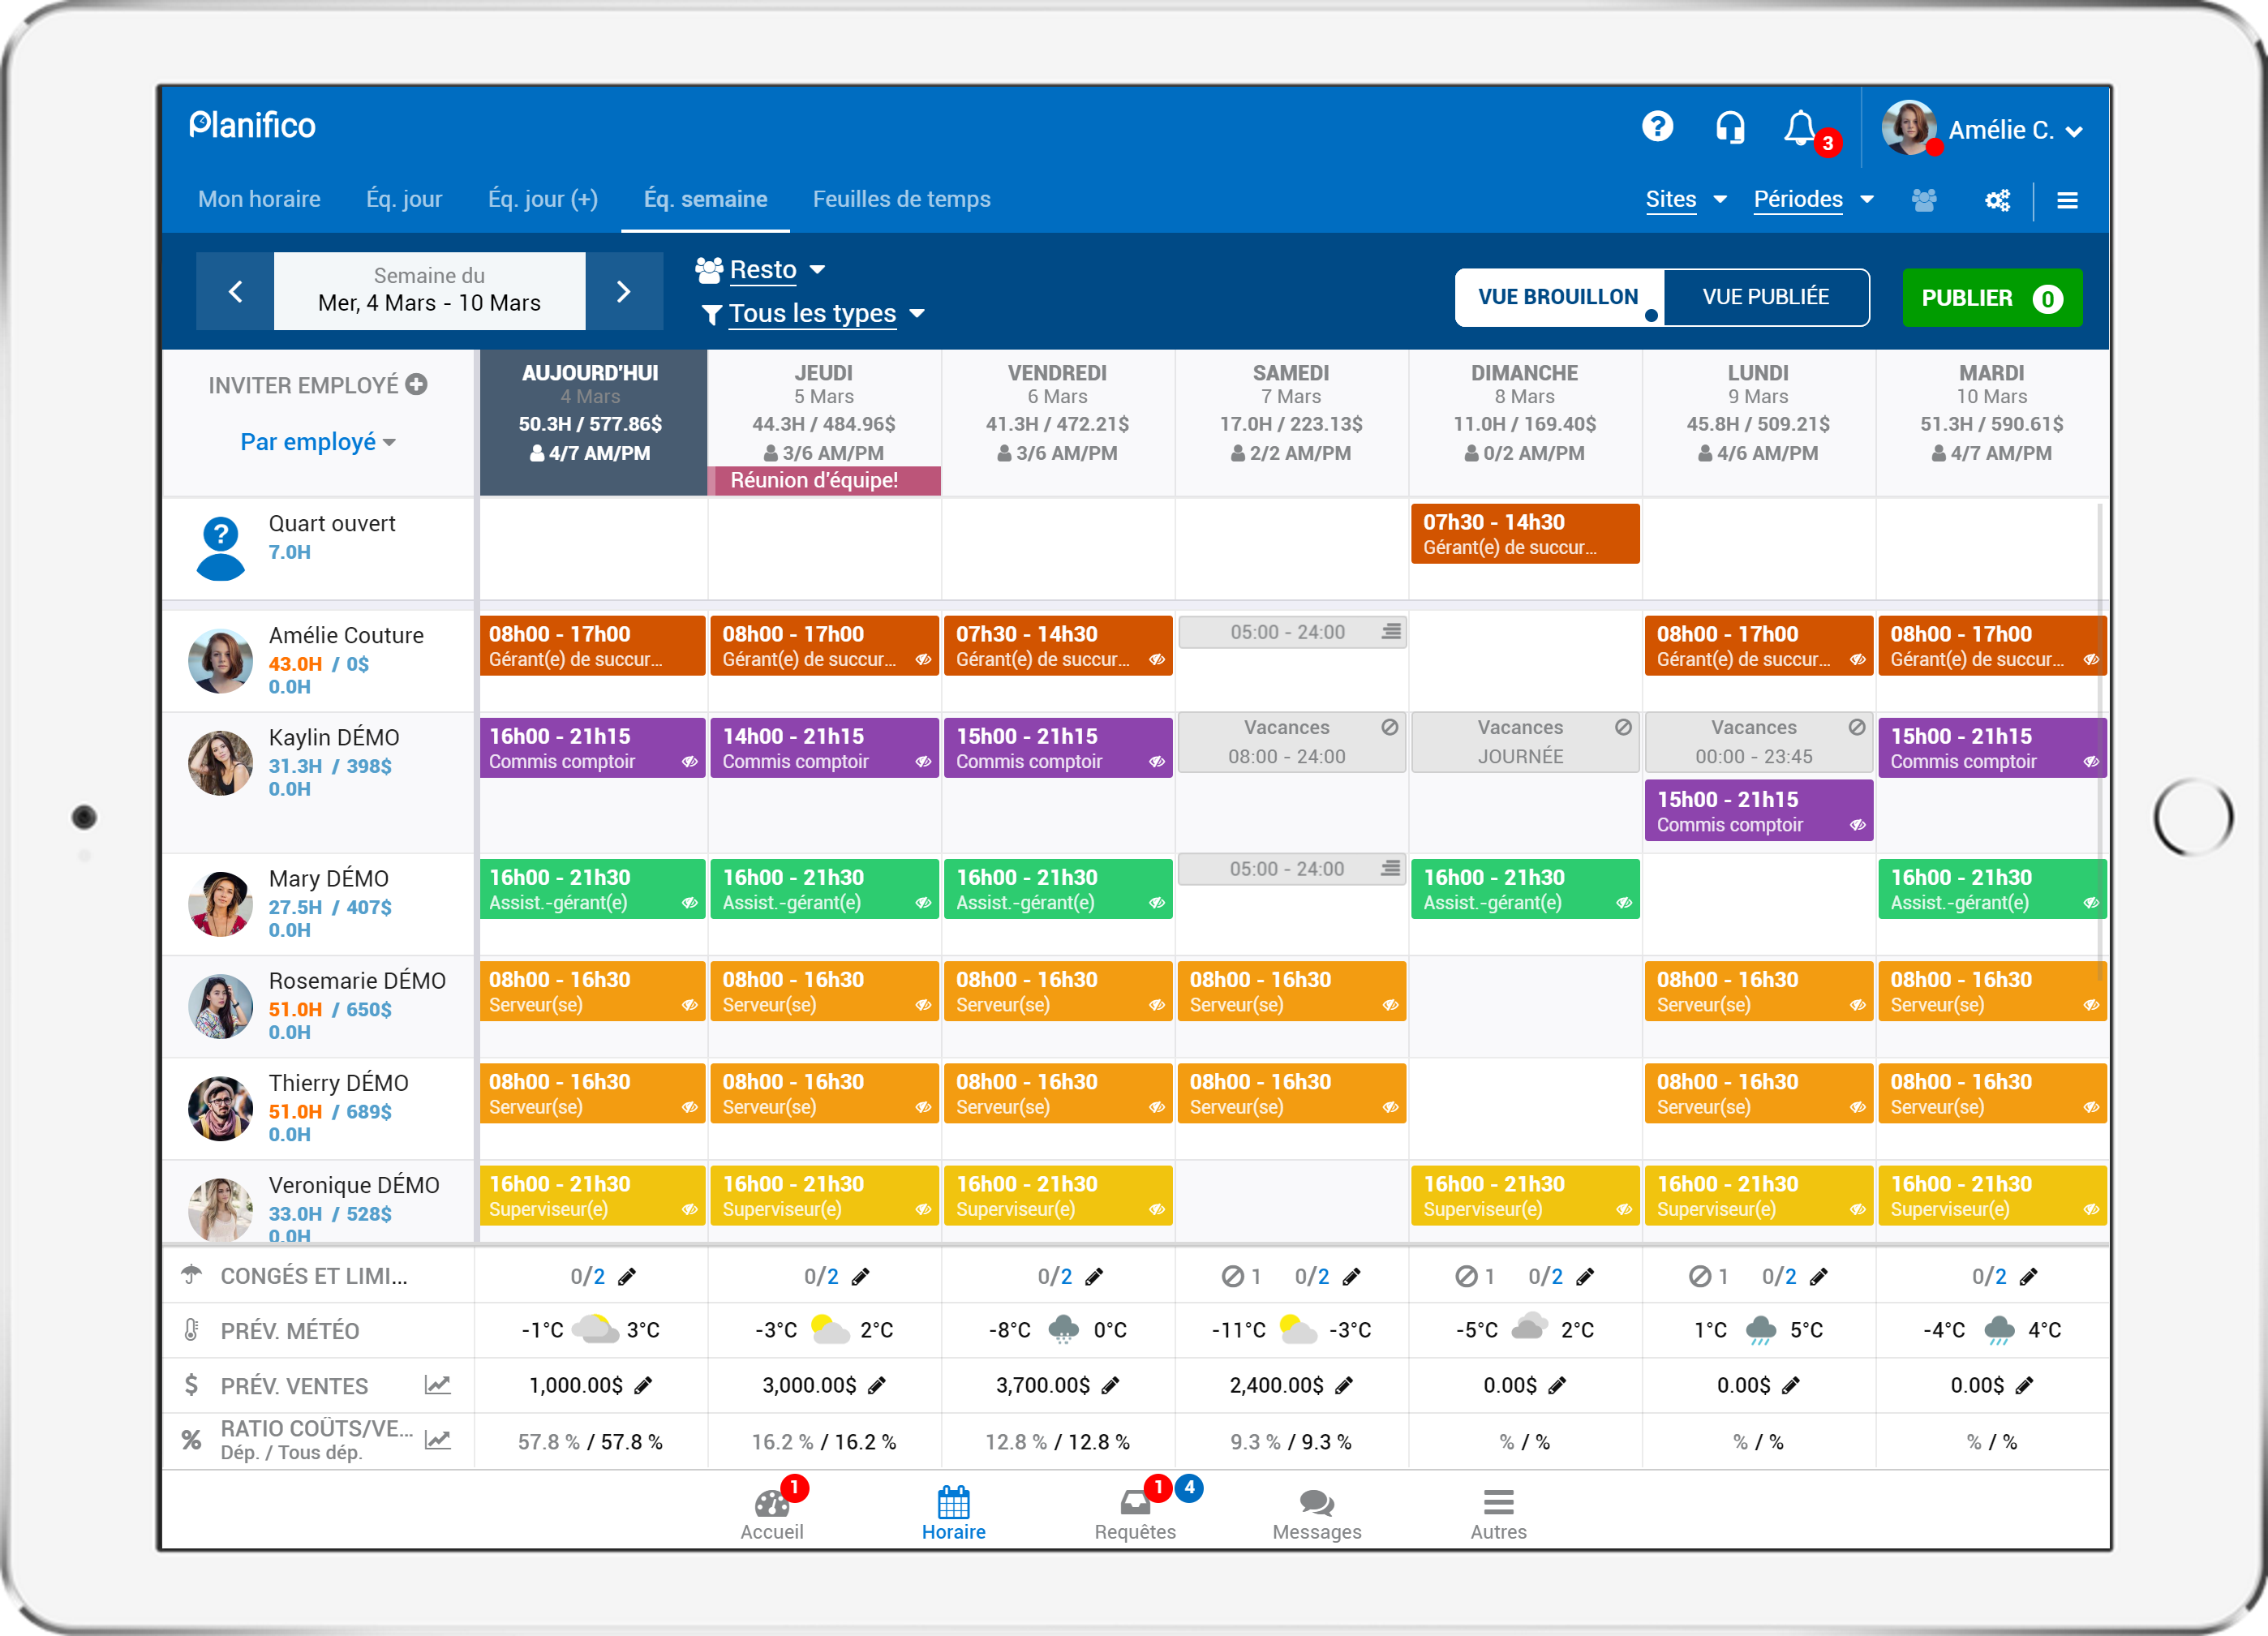 Planifico
?
3
Amélie C.
Mon horaire
Éq. jour
Éq. jour (+)
Éq. semaine
Feuilles de temps
Sites
Périodes
Semaine du
Mer, 4 Mars - 10 Mars
Resto
Tous les types
VUE BROUILLON
VUE PUBLIÉE
PUBLIER 0
INVITER EMPLOYÉ
Par employé
AUJOURD'HUI
4 Mars
50.3H / 577.86$
4/7 AM/PM
JEUDI
5 Mars
44.3H / 484.96$
3/6 AM/PM
Réunion d'équipe!
VENDREDI
6 Mars
41.3H / 472.21$
3/6 AM/PM
SAMEDI
7 Mars
17.0H / 223.13$
2/2 AM/PM
DIMANCHE
8 Mars
11.0H / 169.40$
0/2 AM/PM
LUNDI
9 Mars
45.8H / 509.21$
4/6 AM/PM
MARDI
10 Mars
51.3H / 590.61$
4/7 AM/PM
?
Quart ouvert
7.0H
07h30 - 14h30
Gérant(e) de succur...
Amélie Couture
43.0H / 0$
0.0H
08h00 - 17h00
Gérant(e) de succur...
08h00 - 17h00
Gérant(e) de succur...
07h30 - 14h30
Gérant(e) de succur...
05:00 - 24:00
08h00 - 17h00
Gérant(e) de succur...
08h00 - 17h00
Gérant(e) de succur...
Kaylin DÉMO
31.3H / 398$
0.0H
16h00 - 21h15
Commis comptoir
14h00 - 21h15
Commis comptoir
15h00 - 21h15
Commis comptoir
Vacances
08:00 - 24:00
Vacances
JOURNÉE
Vacances
00:00 - 23:45
15h00 - 21h15
Commis comptoir
15h00 - 21h15
Commis comptoir
Mary DÉMO
27.5H / 407$
0.0H
16h00 - 21h30
Assist.-gérant(e)
16h00 - 21h30
Assist.-gérant(e)
16h00 - 21h30
Assist.-gérant(e)
05:00 - 24:00
16h00 - 21h30
Assist.-gérant(e)
16h00 - 21h30
Assist.-gérant(e)
Rosemarie DÉMO
51.0H / 650$
0.0H
08h00 - 16h30
Serveur(se)
08h00 - 16h30
Serveur(se)
08h00 - 16h30
Serveur(se)
08h00 - 16h30
Serveur(se)
08h00 - 16h30
Serveur(se)
08h00 - 16h30
Serveur(se)
Thierry DÉMO
51.0H / 689$
0.0H
08h00 - 16h30
Serveur(se)
08h00 - 16h30
Serveur(se)
08h00 - 16h30
Serveur(se)
08h00 - 16h30
Serveur(se)
08h00 - 16h30
Serveur(se)
08h00 - 16h30
Serveur(se)
Veronique DÉMO
33.0H / 528$
0.0H
16h00 - 21h30
Superviseur(e)
16h00 - 21h30
Superviseur(e)
16h00 - 21h30
Superviseur(e)
16h00 - 21h30
Superviseur(e)
16h00 - 21h30
Superviseur(e)
16h00 - 21h30
Superviseur(e)
CONGÉS ET LIMI...
0/2
0/2
0/2
1 0/2
1 0/2
1 0/2
0/2
PRÉV. MÉTÉO
-1°C 3°C
-3°C 2°C
-8°C 0°C
-11°C -3°C
-5°C 2°C
1°C 5°C
-4°C 4°C
$ PRÉV. VENTES
1,000.00$
3,000.00$
3,700.00$
2,400.00$
0.00$
0.00$
0.00$
% RATIO COÛTS/VE...
Dép. / Tous dép.
57.8 % / 57.8 %
16.2 % / 16.2 %
12.8 % / 12.8 %
9.3 % / 9.3 %
% / %
% / %
% / %
1
Accueil
Horaire
1 4
Requêtes
Messages
Autres